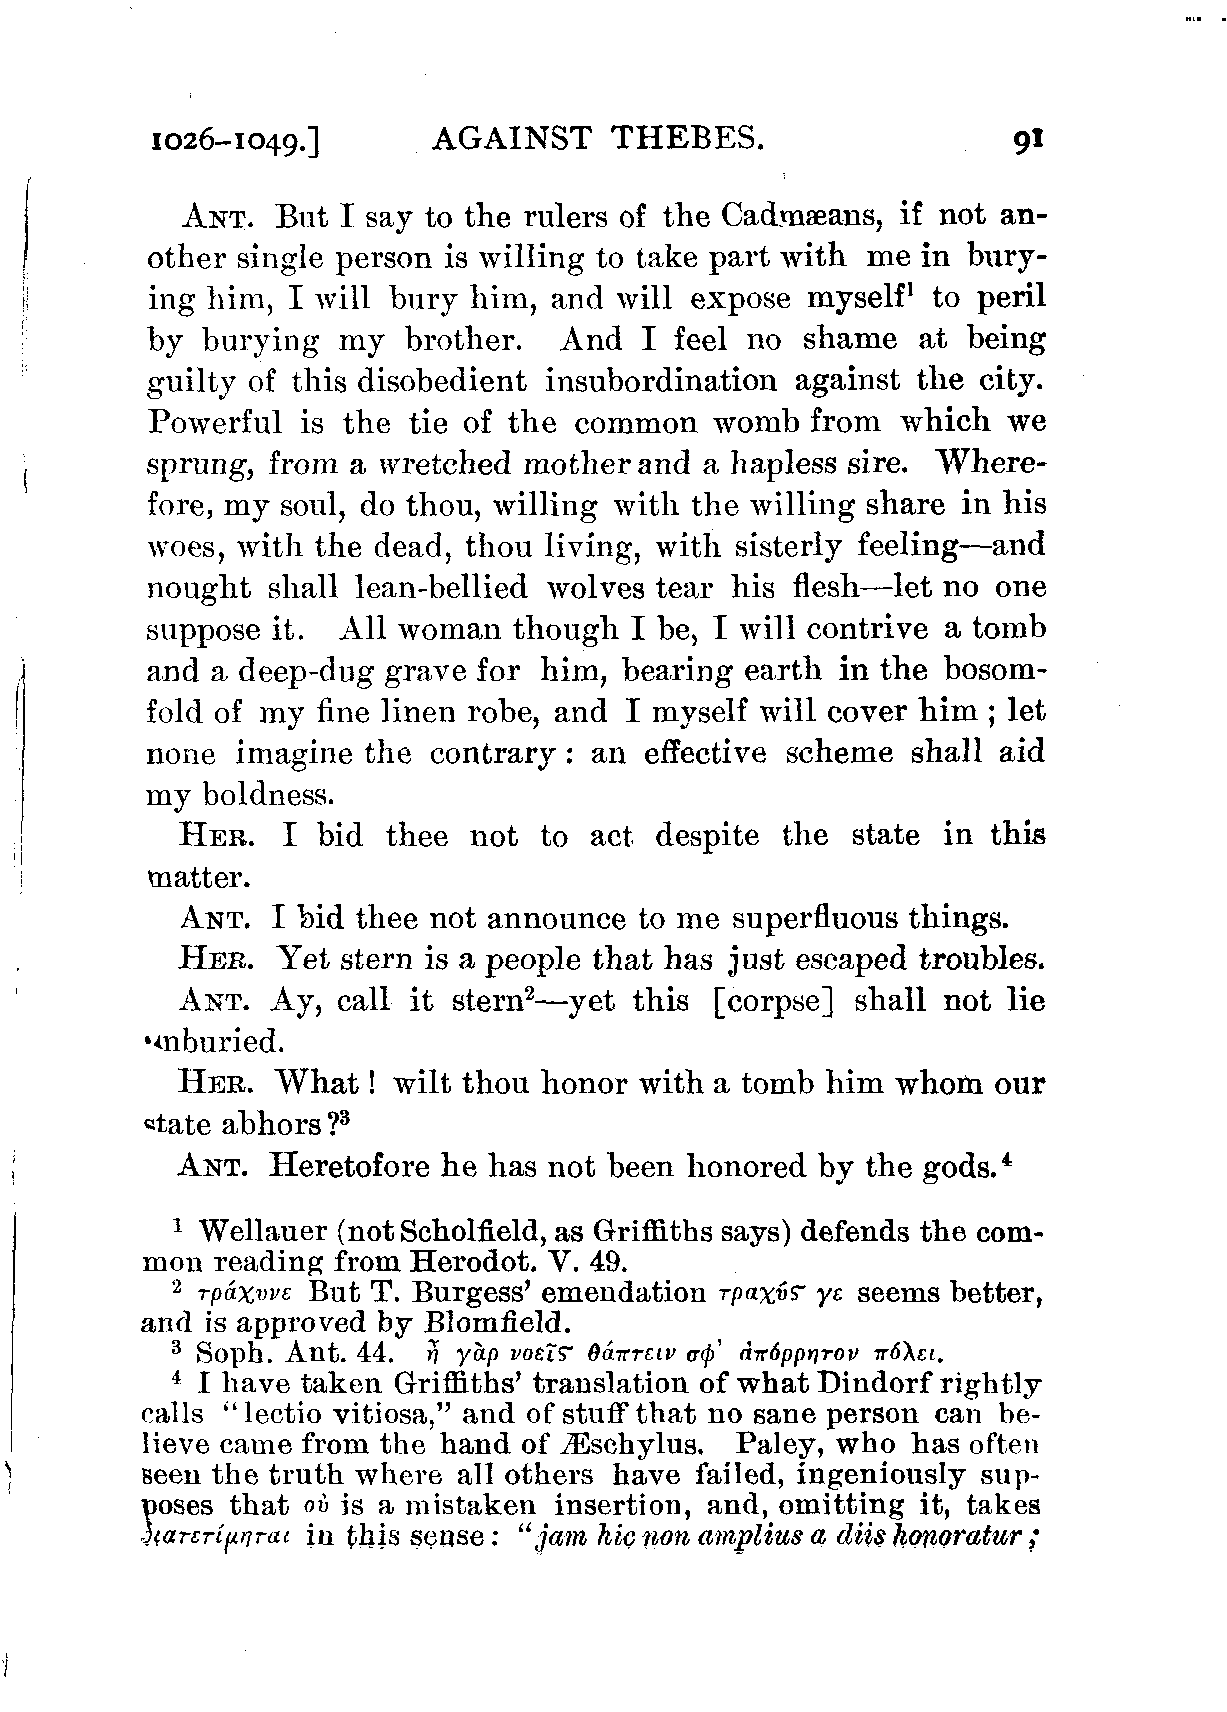 1026–1049.] AGAINST THEBES. 91
ANT. But I say to the rulers of the Cadmæans, if not an-
other single person is willing to take part with me in bury-
ing him, I will bury him, and will expose myself¹ to peril
by burying my brother. And I feel no shame at being
guilty of this disobedient insubordination against the city.
Powerful is the tie of the common womb from which we
sprung, from a wretched mother and a hapless sire. Where-
fore, my soul, do thou, willing with the willing share in his
woes, with the dead, thou living, with sisterly feeling—and
nought shall lean-bellied wolves tear his flesh—let no one
suppose it. All woman though I be, I will contrive a tomb
and a deep-dug grave for him, bearing earth in the bosom-
fold of my fine linen robe, and I myself will cover him ; let
none imagine the contrary : an effective scheme shall aid
my boldness.
HER. I bid thee not to act despite the state in this
matter.
ANT. I bid thee not announce to me superfluous things.
HER. Yet stern is a people that has just escaped troubles.
ANT. Ay, call it stern²—yet this [corpse] shall not lie
unburied.
HER. What ! wilt thou honor with a tomb him whom our
state abhors ?³
ANT. Heretofore he has not been honored by the gods.⁴
¹ Wellauer (not Scholfield, as Griffiths says) defends the com-
mon reading from Herodot. V. 49.
² τράχυνε But T. Burgess' emendation τραχύς γε seems better,
and is approved by Blomfield.
³ Soph. Ant. 44. ἦ γὰρ νοεῖς θάπτειν σφ' ἀπόρρητον πόλει.
⁴ I have taken Griffiths' translation of what Dindorf rightly
calls "lectio vitiosa," and of stuff that no sane person can be-
lieve came from the hand of Æschylus. Paley, who has often
seen the truth where all others have failed, ingeniously sup-
poses that οὐ is a mistaken insertion, and, omitting it, takes
διατετίμηται in this sense : "jam hic non amplius a diis honoratur ;